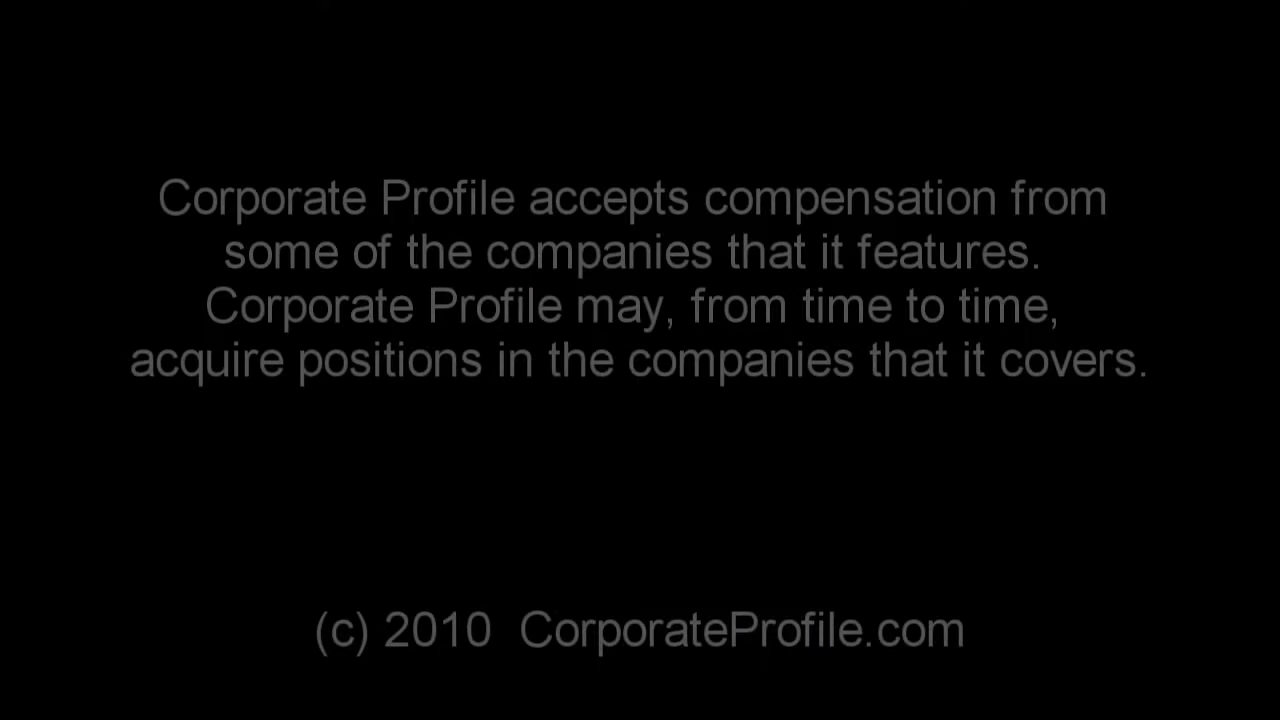 Corporate Profile accepts compensation from
some of the companies that it features.
Corporate Profile may, from time to time,
acquire positions in the companies that it covers.
(c) 2010 CorporateProfile.com